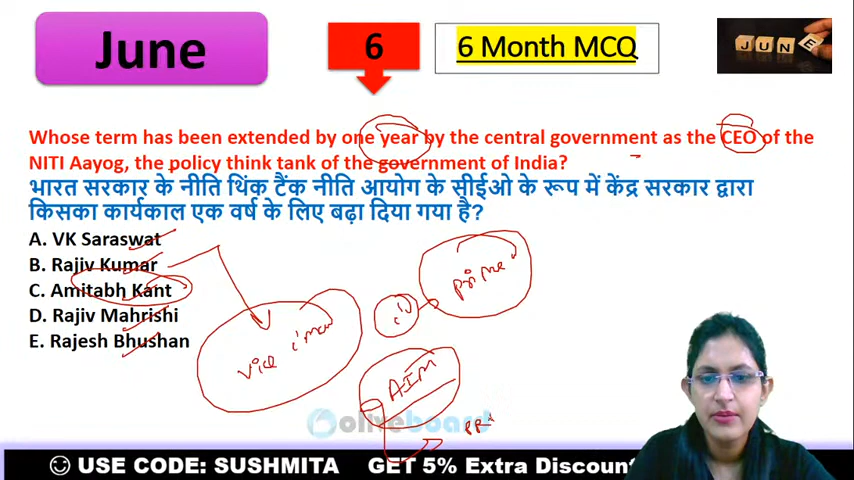 June
6
6 Month MCQ
JUNE
Whose term has been extended by one year by the central government as the CEO of the
NITI Aayog, the policy think tank of the government of India?
भारत सरकार के नीति थिंक टैंक नीति आयोग के सीईओ के रूप में केंद्र सरकार द्वारा
किसका कार्यकाल एक वर्ष के लिए बढ़ा दिया गया है?
A. VK Saraswat
B. Rajiv Kumar
C. Amitabh Kant
D. Rajiv Mahrishi
E. Rajesh Bhushan
prime
vice
AIM
oliveboard
USE CODE: SUSHMITA GET 5% Extra Discoun